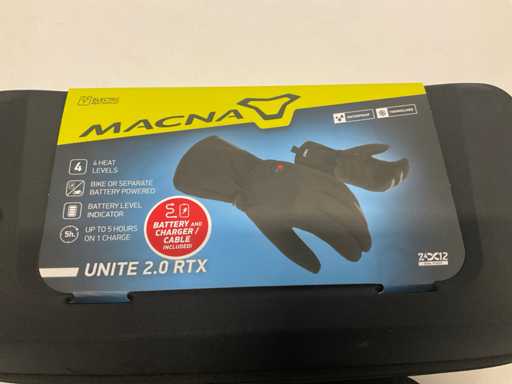 ELECTRIC
MACNA
WATERPROOF
4
4 HEAT
LEVELS
BIKE OR SEPARATE
BATTERY POWERED
BATTERY LEVEL
INDICATOR
5h
UP TO 5 HOURS
ON 1 CHARGE
BATTERY AND
CHARGER /
CABLE
INCLUDED!
UNITE 2.0 RTX